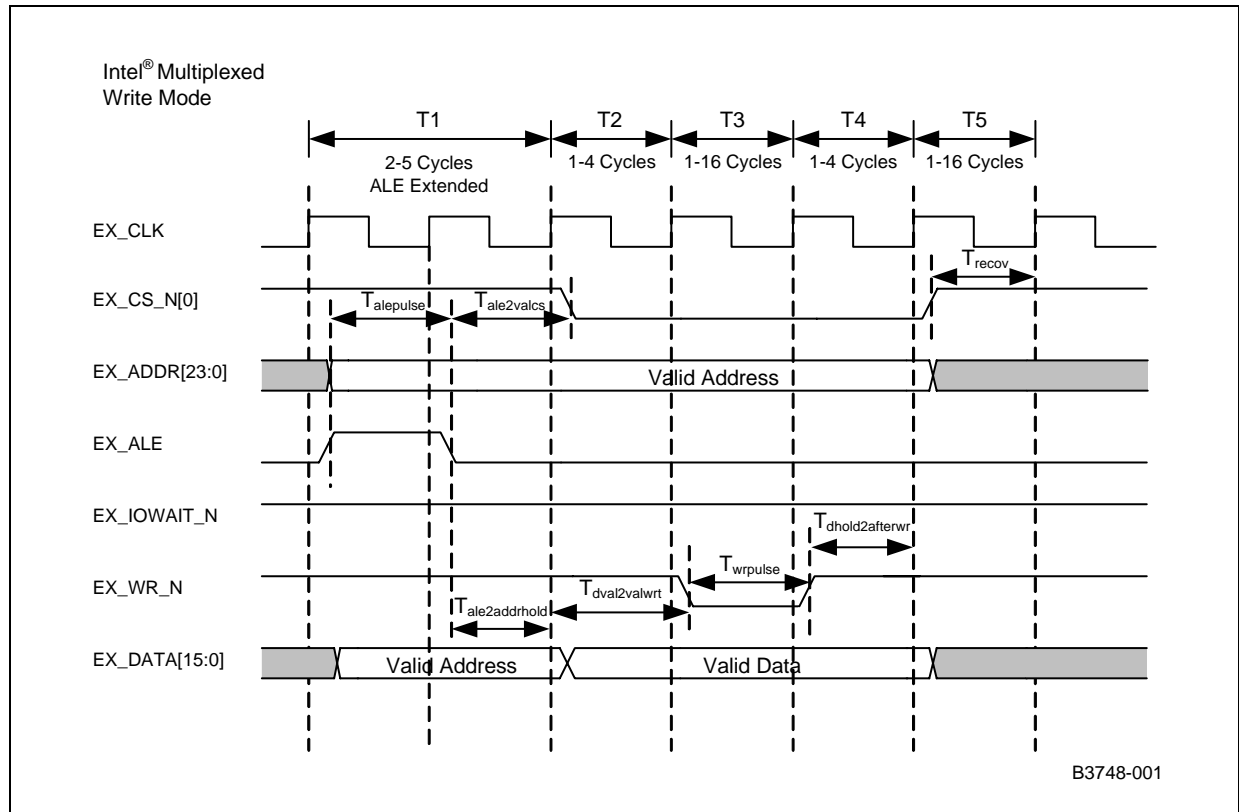 Intel® Multiplexed
Write Mode
T1 T2 T3 T4 T5
2-5 Cycles 1-4 Cycles 1-16 Cycles 1-4 Cycles 1-16 Cycles
ALE Extended
EX_CLK
Trecov
EX_CS_N[0]
Talepulse Tale2valcs
EX_ADDR[23:0] Valid Address
EX_ALE
EX_IOWAIT_N
Tdhold2afterwr
Twrpulse
EX_WR_N Tdval2valwrt
Tale2addrhold
EX_DATA[15:0] Valid Address Valid Data
B3748-001